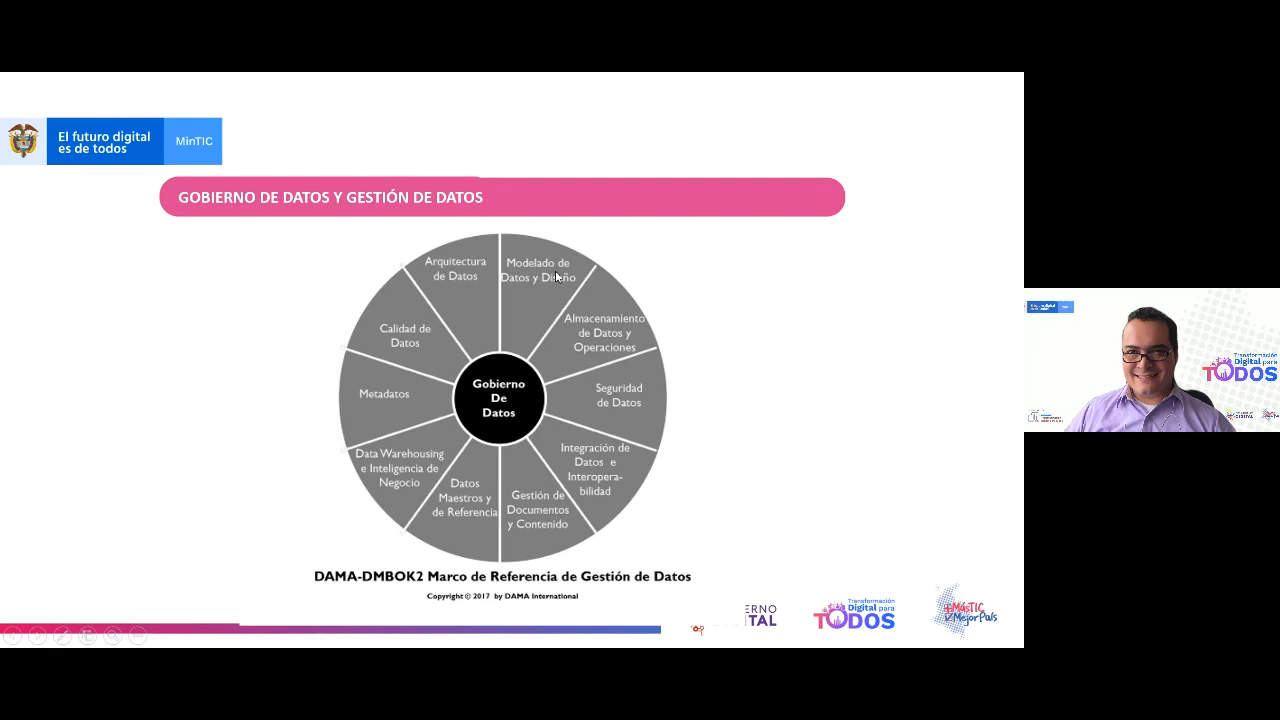 El futuro digital
es de todos
MinTIC
GOBIERNO DE DATOS Y GESTIÓN DE DATOS
Arquitectura
de Datos
Modelado de
Datos y Diseño
Almacenamiento
de Datos y
Operaciones
Seguridad
de Datos
Integración de
Datos e
Interopera-
bilidad
Gestión de
Documentos
y Contenido
Datos
Maestros y
de Referencia
Data Warehousing
e Inteligencia de
Negocio
Metadatos
Calidad de
Datos
Gobierno
De
Datos
DAMA-DMBOK2 Marco de Referencia de Gestión de Datos
Copyright © 2017 by DAMA International
ERNO
TAL
Transformación
Digital para
TODOS
+MásTIC
+MejorPaís
Transformación
Digital para
TODOS